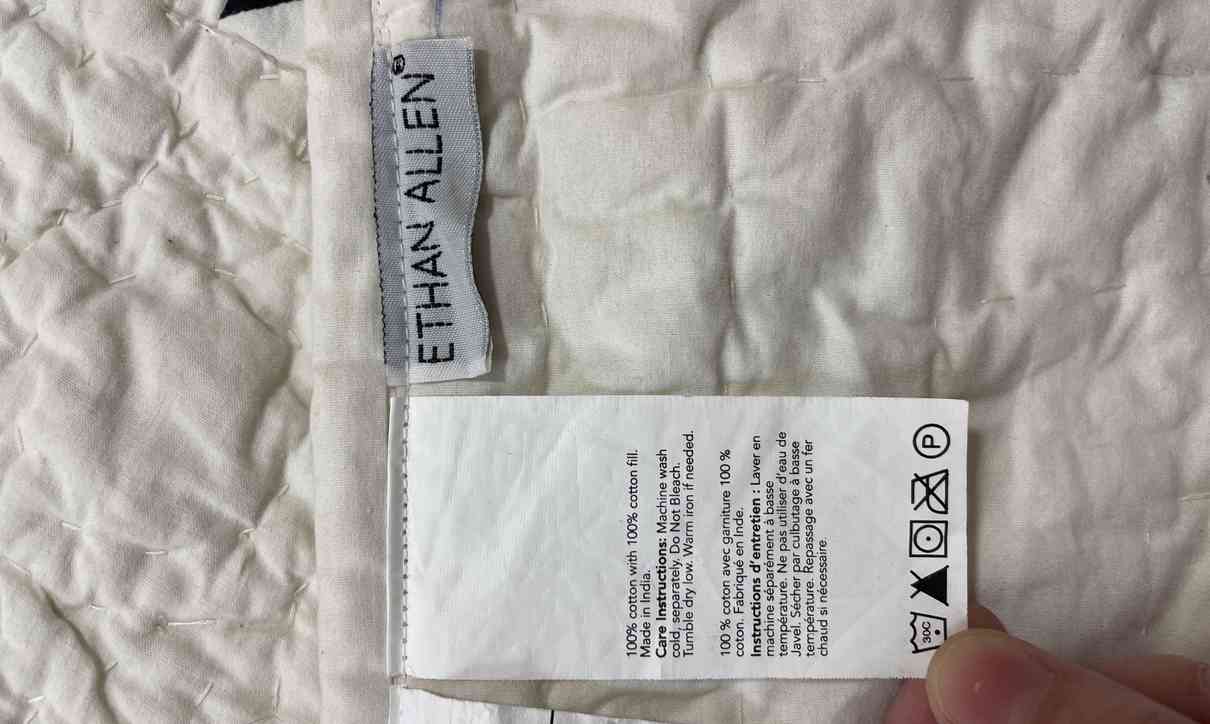 ETHAN ALLEN®
100% cotton with 100% cotton fill.
Made in India.
Care Instructions: Machine wash
cold, separately. Do Not Bleach.
Tumble dry low. Warm iron if needed.
100 % coton avec garniture 100 %
coton. Fabriqué en Inde.
Instructions d'entretien : Laver en
machine séparément à basse
température. Ne pas utiliser d'eau de
Javel. Sécher par culbutage à basse
température. Repassage avec un fer
chaud si nécessaire.
30C P